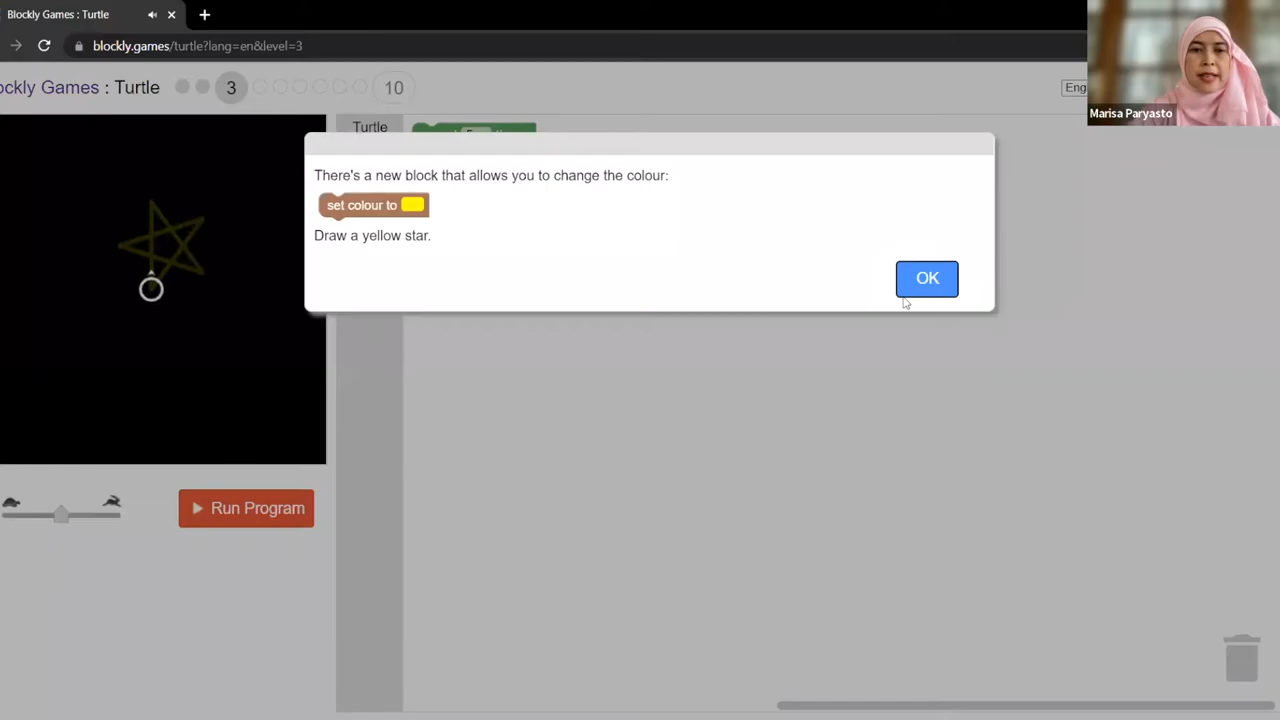 Blockly Games : Turtle
blockly.games/turtle?lang=en&level=3
ockly Games : Turtle
3
10
Eng
Marisa Paryasto
Turtle
There's a new block that allows you to change the colour:
set colour to
Draw a yellow star.
OK
Run Program